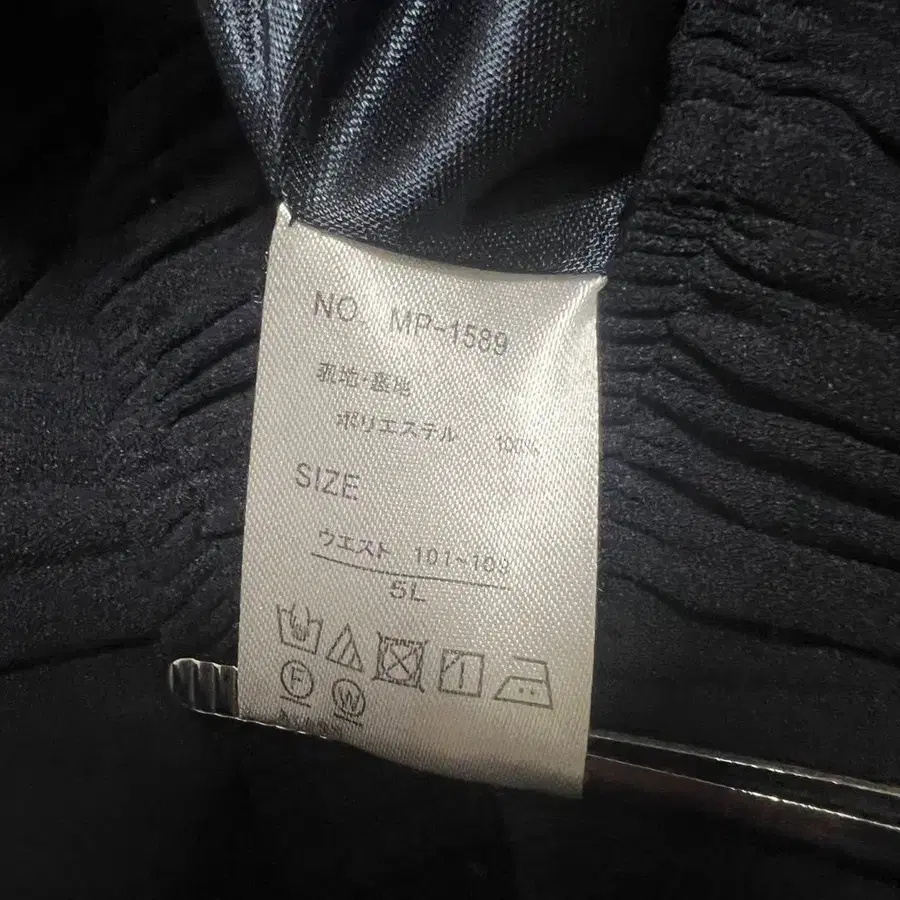 NO. MP-1589
表地・裏地
ポリエステル 100%
SIZE
ウエスト 101~109
5L
F
W